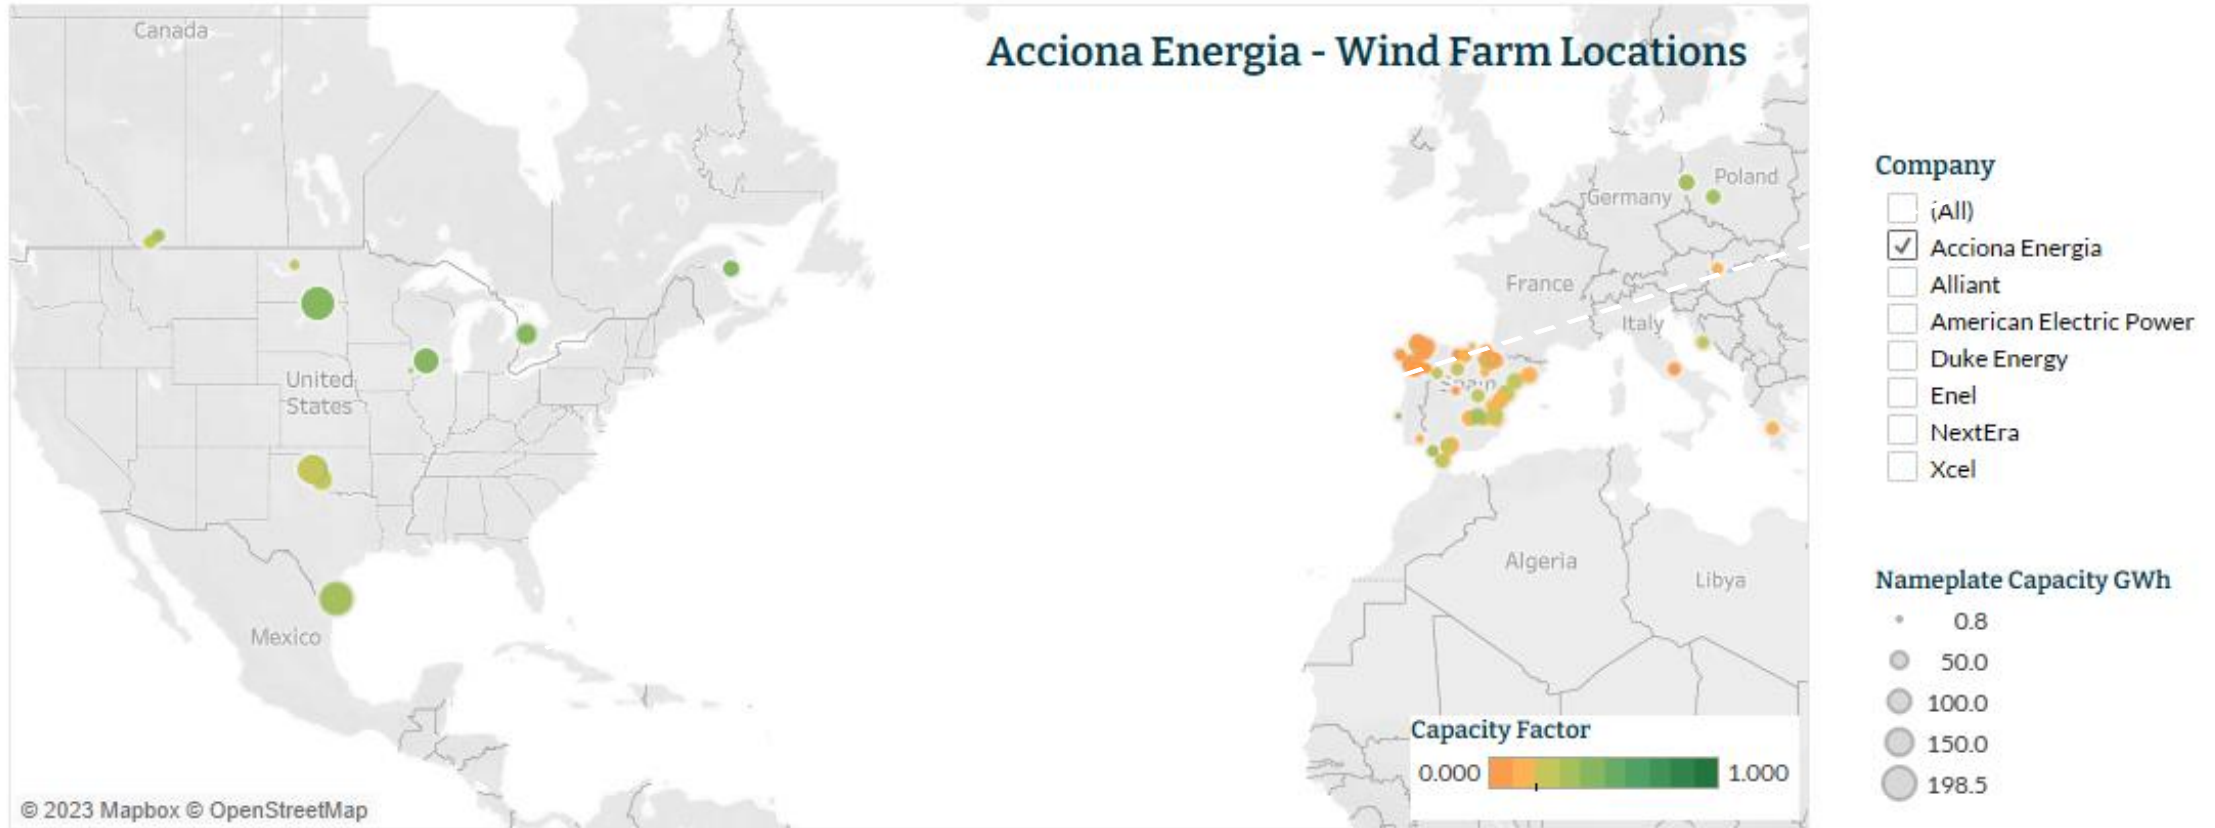 Canada
Acciona Energia - Wind Farm Locations
Poland
Germany
France
Italy
Spain
United
States
Algeria
Libya
Mexico
Capacity Factor
0.000
1.000
© 2023 Mapbox © OpenStreetMap
Company
(All)
Acciona Energia
Alliant
American Electric Power
Duke Energy
Enel
NextEra
Xcel
Nameplate Capacity GWh
0.8
50.0
100.0
150.0
198.5